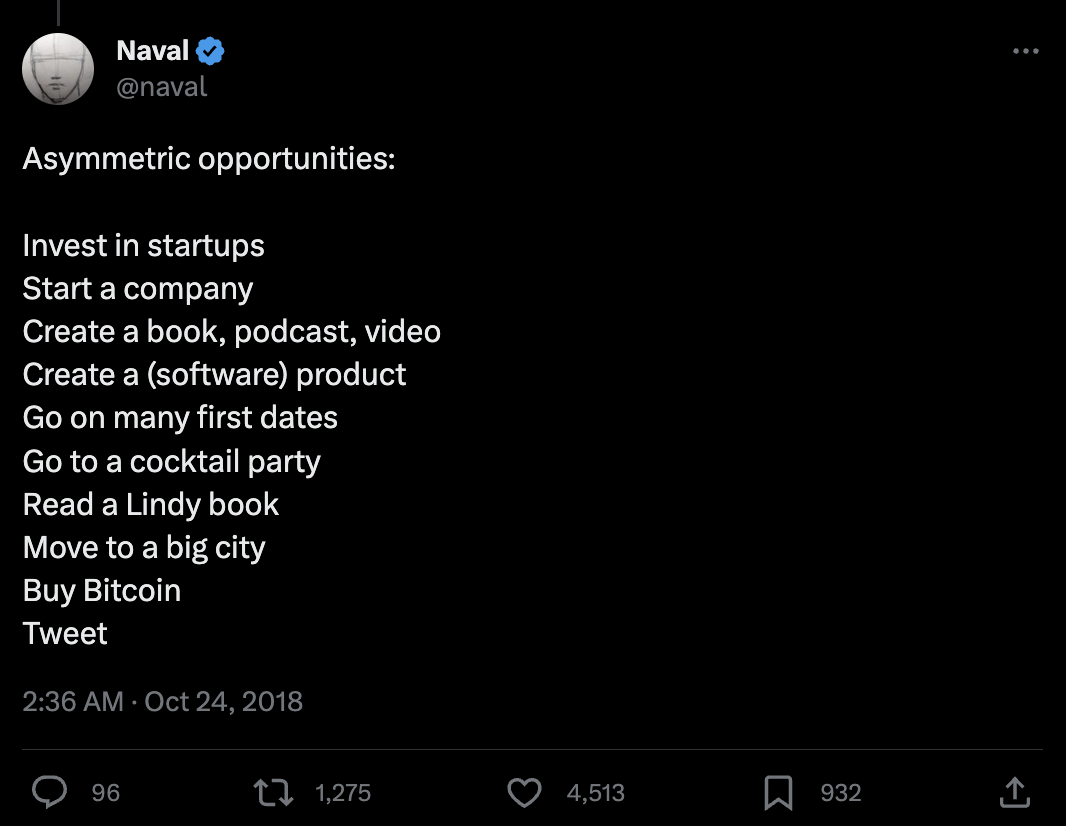 Naval
@naval
Asymmetric opportunities:
Invest in startups
Start a company
Create a book, podcast, video
Create a (software) product
Go on many first dates
Go to a cocktail party
Read a Lindy book
Move to a big city
Buy Bitcoin
Tweet
2:36 AM · Oct 24, 2018
96 1,275 4,513 932